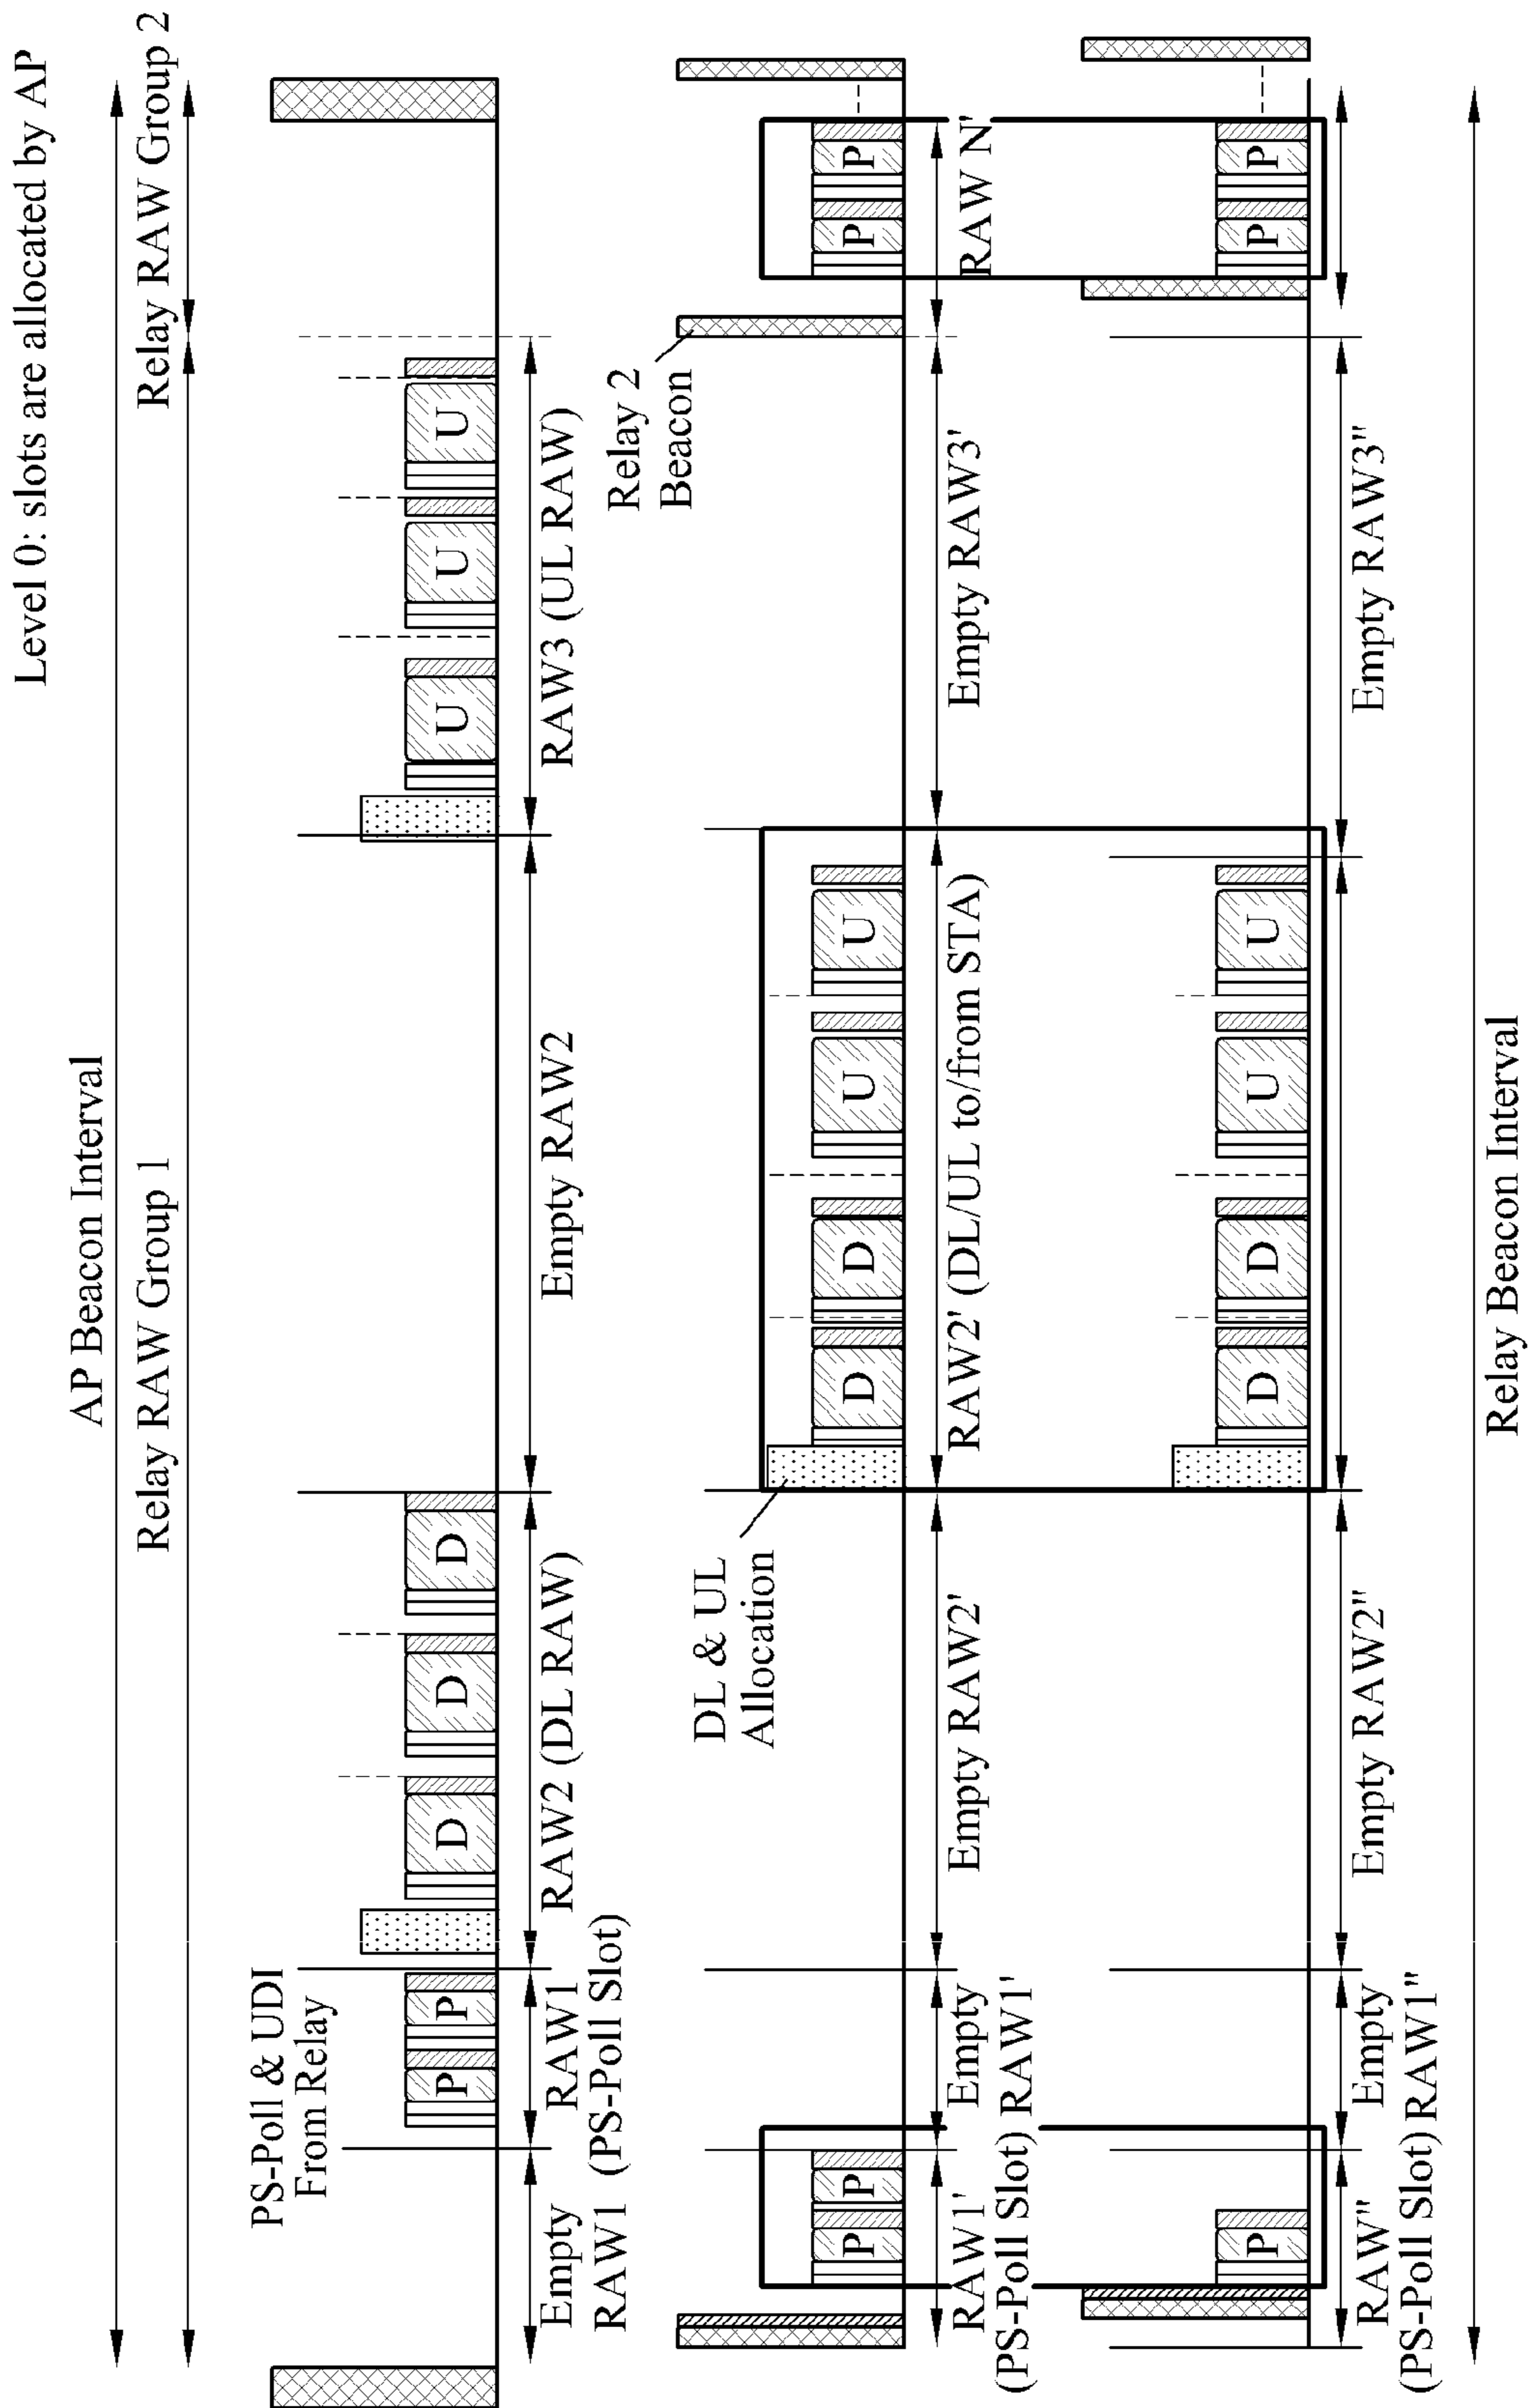 Level 0: slots are allocated by AP
AP Beacon Interval
Relay RAW Group 1
Relay RAW Group 2
PS-Poll & UDI
From Relay
P
P
D
D
D
U
U
U
Empty
RAW1
RAW1
(PS-Poll Slot)
RAW2 (DL RAW)
Empty RAW2
RAW3 (UL RAW)
DL & UL
Allocation
Relay 2
Beacon
P
P
D
D
U
U
P
P
RAW1'
(PS-Poll Slot)
Empty
RAW1'
Empty RAW2'
RAW2' (DL/UL to/from STA)
Empty RAW3'
RAW N'
P
D
D
U
U
P
P
RAW"
(PS-Poll Slot)
Empty
RAW1"
Empty RAW2"
Empty RAW3"
Relay Beacon Interval